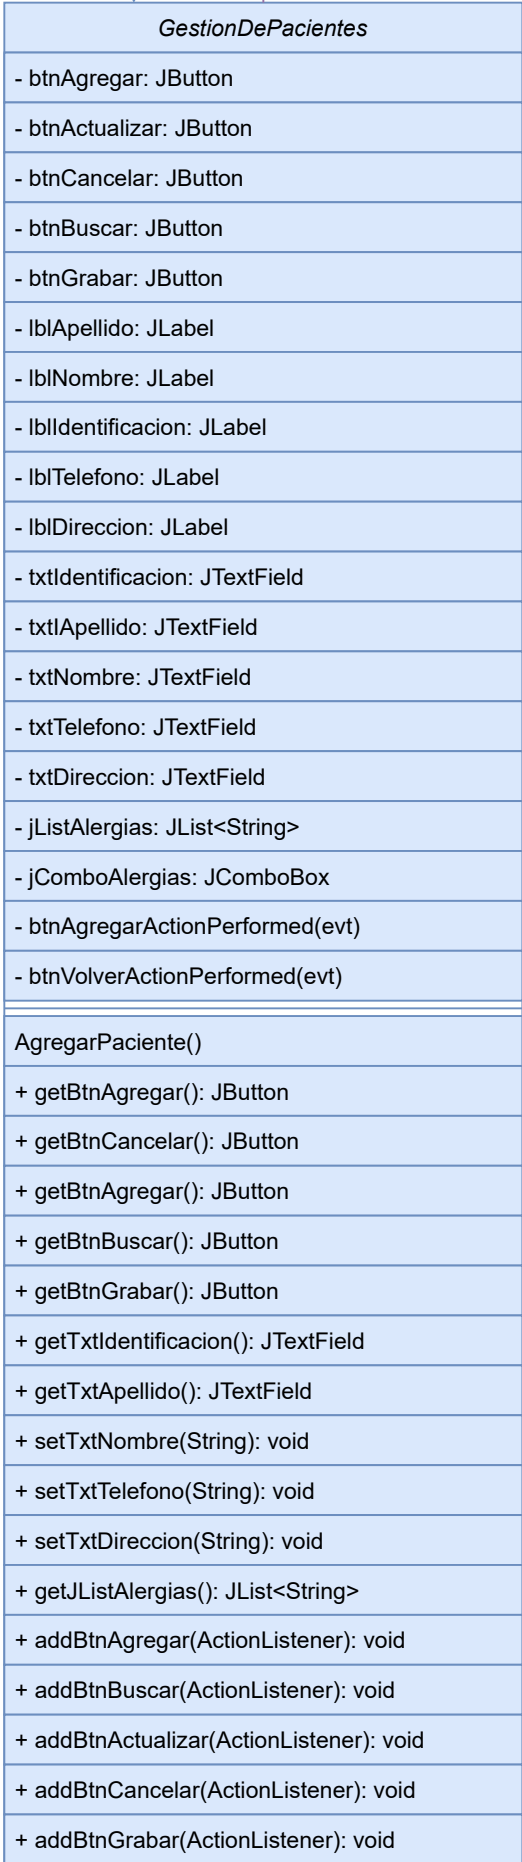 GestionDePacientes
- btnAgregar: JButton
- btnActualizar: JButton
- btnCancelar: JButton
- btnBuscar: JButton
- btnGrabar: JButton
- lblApellido: JLabel
- lblNombre: JLabel
- lblIdentificacion: JLabel
- lblTelefono: JLabel
- lblDireccion: JLabel
- txtIdentificacion: JTextField
- txtIApellido: JTextField
- txtNombre: JTextField
- txtTelefono: JTextField
- txtDireccion: JTextField
- jListAlergias: JList<String>
- jComboAlergias: JComboBox
- btnAgregarActionPerformed(evt)
- btnVolverActionPerformed(evt)
AgregarPaciente()
+ getBtnAgregar(): JButton
+ getBtnCancelar(): JButton
+ getBtnAgregar(): JButton
+ getBtnBuscar(): JButton
+ getBtnGrabar(): JButton
+ getTxtIdentificacion(): JTextField
+ getTxtApellido(): JTextField
+ setTxtNombre(String): void
+ setTxtTelefono(String): void
+ setTxtDireccion(String): void
+ getJListAlergias(): JList<String>
+ addBtnAgregar(ActionListener): void
+ addBtnBuscar(ActionListener): void
+ addBtnActualizar(ActionListener): void
+ addBtnCancelar(ActionListener): void
+ addBtnGrabar(ActionListener): void